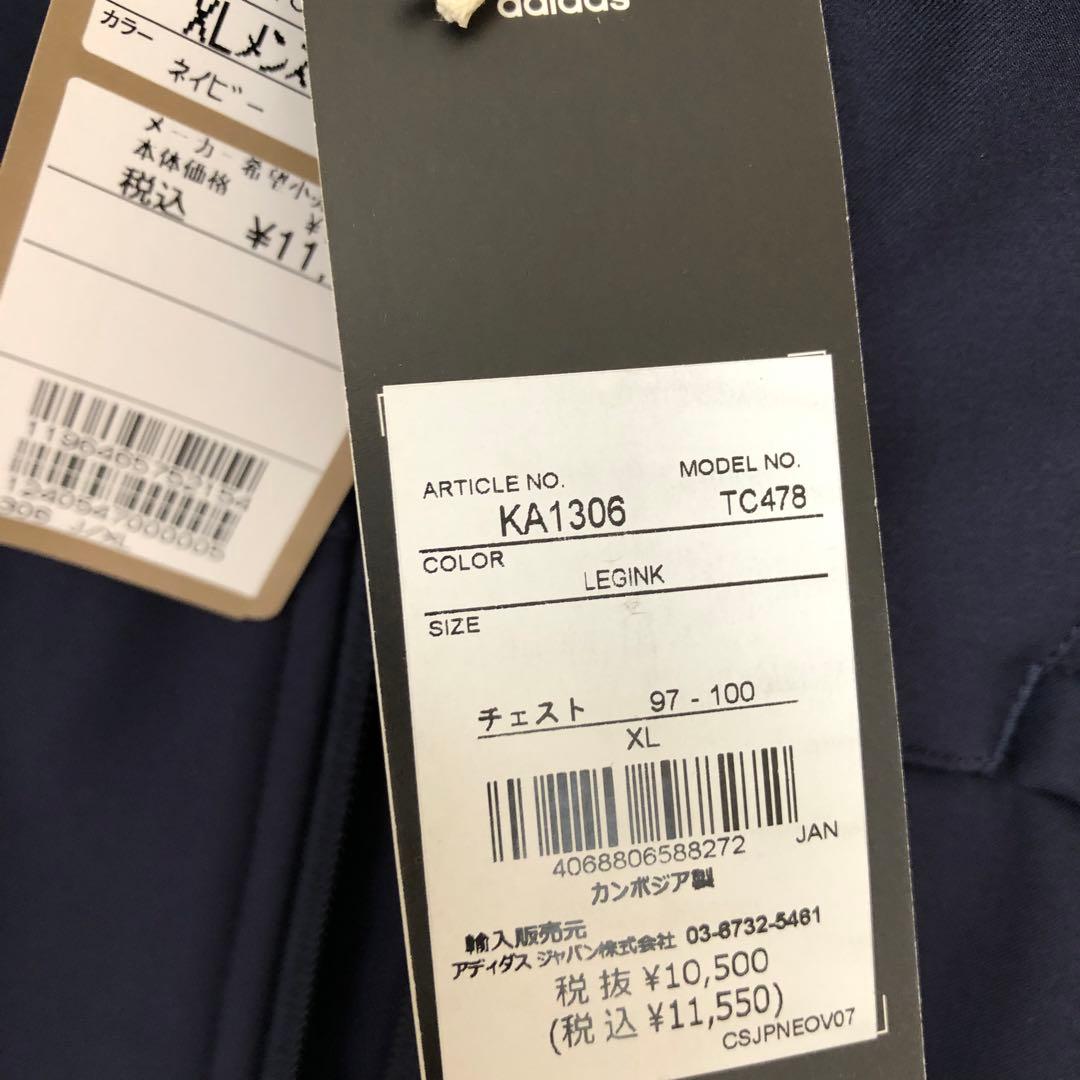 カラー
XLメンズ
ネイビー
メーカー希望小
本体価格 ¥
税込 ¥11,
1240547000005
306 J/XL
adidas
ARTICLE NO. MODEL NO.
KA1306 TC478
COLOR
LEGINK
SIZE
チェスト 97 - 100
XL
4068806588272 JAN
カンボジア製
輸入販売元
アディダス ジャパン株式会社 03-6732-5461
税 抜 ¥10,500
(税 込 ¥11,550)
CSJPNEOV07